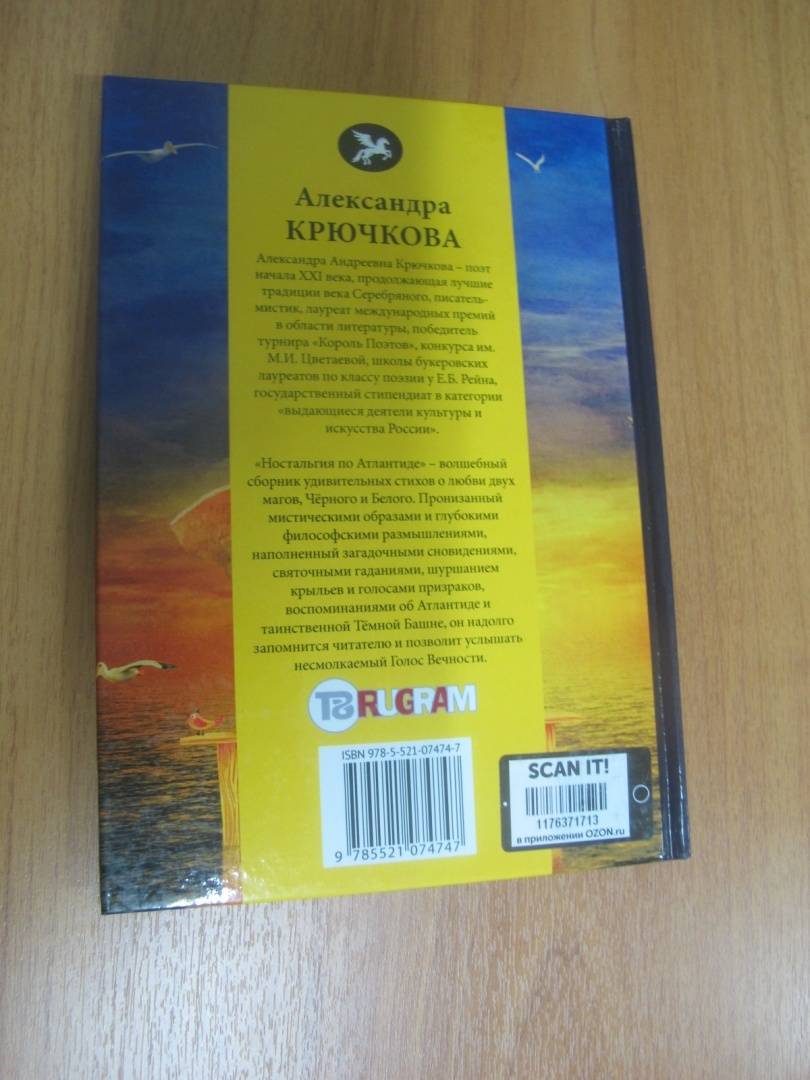 Александра
КРЮЧКОВА
Александра Андреевна Крючкова – поэт
начала XXI века, продолжающая лучшие
традиции века Серебряного, писатель-
мистик, лауреат международных премий
в области литературы, победитель
турнира «Король Поэтов», конкурса им.
М.И. Цветаевой, школы букеровских
лауреатов по классу поэзии у Е.Б. Рейна,
государственный стипендиат в категории
«выдающиеся деятели культуры и
искусства России».
«Ностальгия по Атлантиде» – волшебный
сборник удивительных стихов о любви двух
магов, Чёрного и Белого. Пронизанный
мистическими образами и глубокими
философскими размышлениями,
наполненный загадочными сновидениями,
святочными гаданиями, шуршанием
крыльев и голосами призраков,
воспоминаниями об Атлантиде и
таинственной Тёмной Башне, он надолго
запомнится читателю и позволит услышать
несмолкаемый Голос Вечности.
T8 RUGRAM
ISBN 978-5-521-07474-7
9 785521 074747
SCAN IT!
1176371713
в приложении OZON.ru